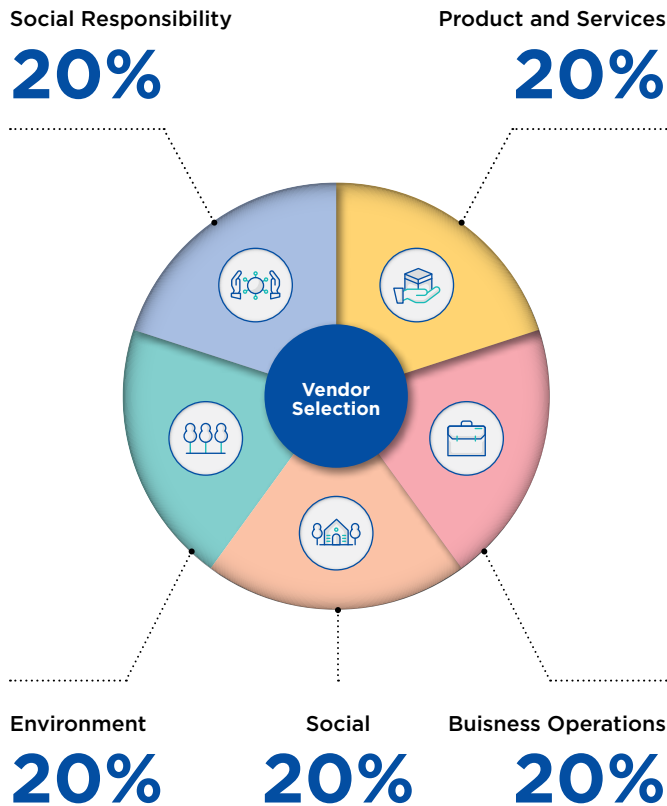 Social Responsibility
20%
Product and Services
20%
Vendor
Selection
Environment
20%
Social
20%
Buisness Operations
20%